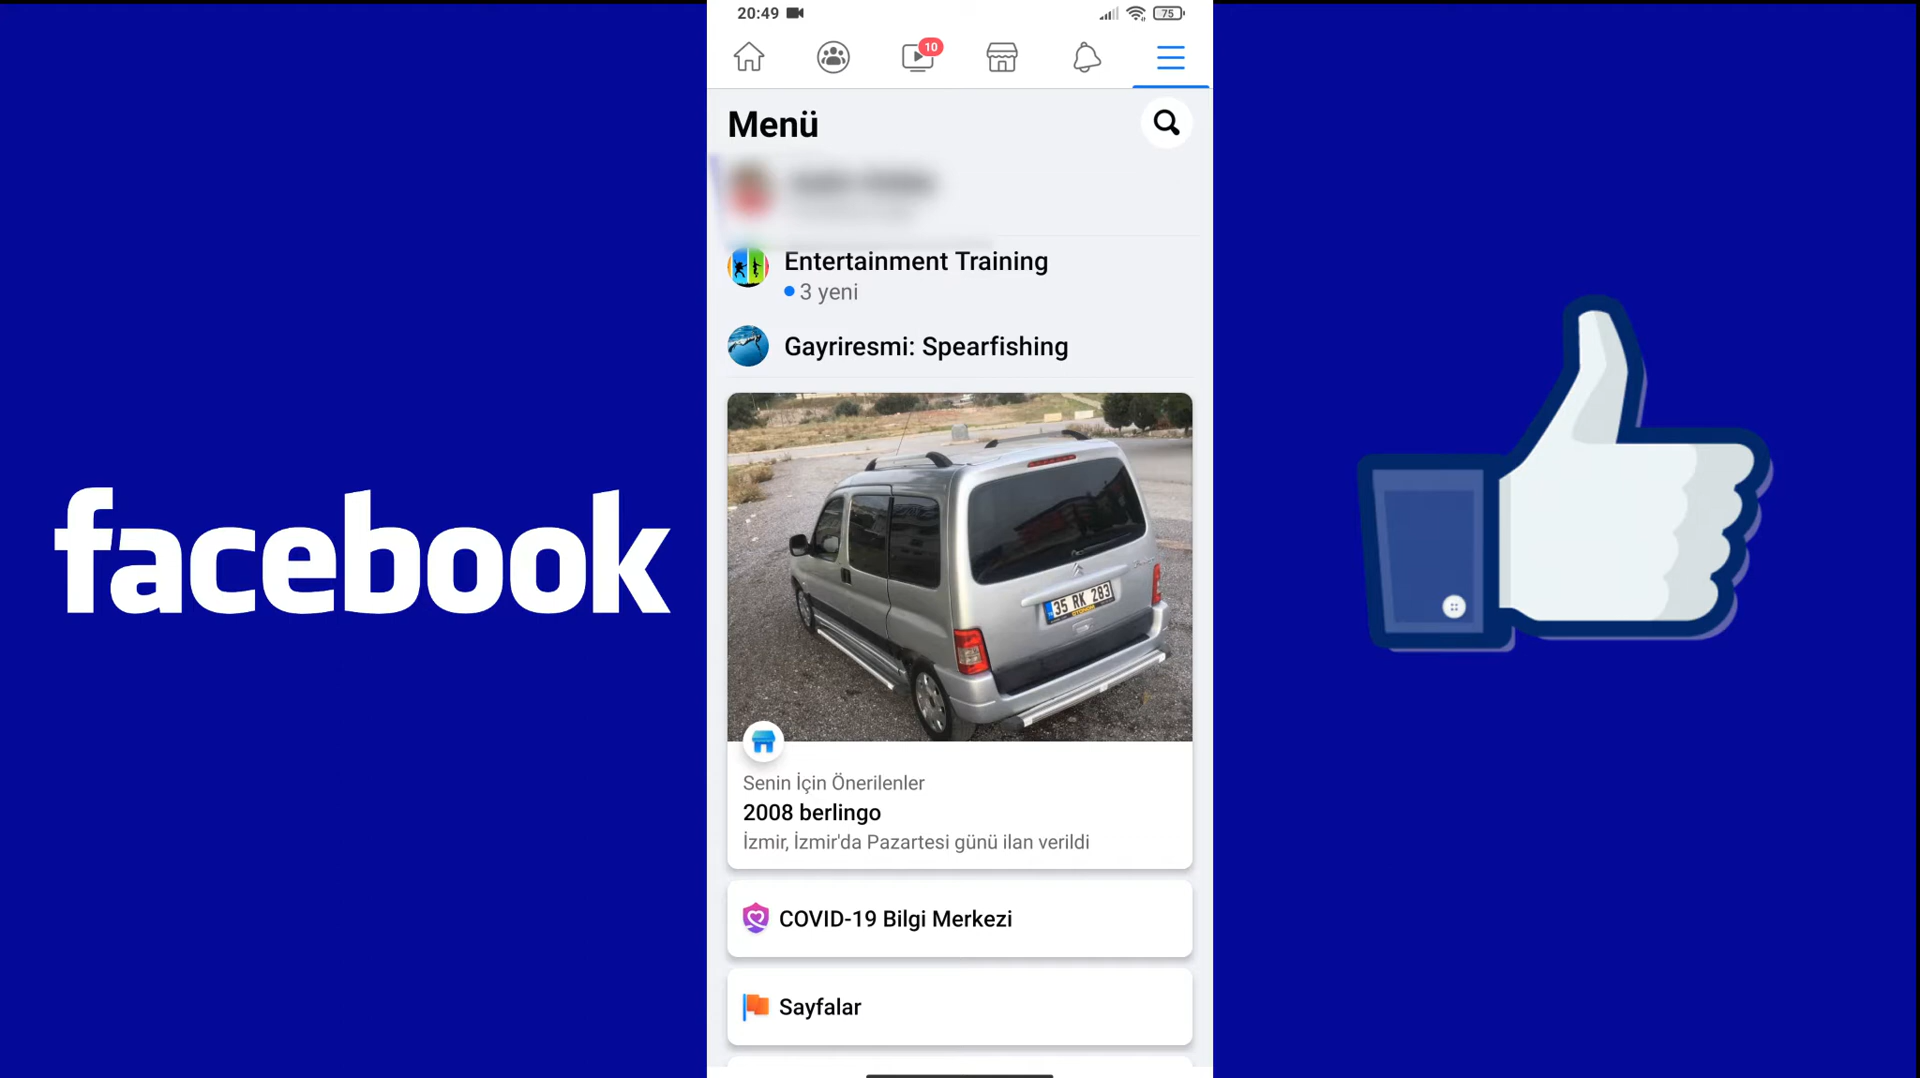 20:49
75
10
Menü
Entertainment Training
3 yeni
Gayriresmi: Spearfishing
35 RK 283
Senin İçin Önerilenler
2008 berlingo
İzmir, İzmir'da Pazartesi günü ilan verildi
COVID-19 Bilgi Merkezi
Sayfalar
facebook